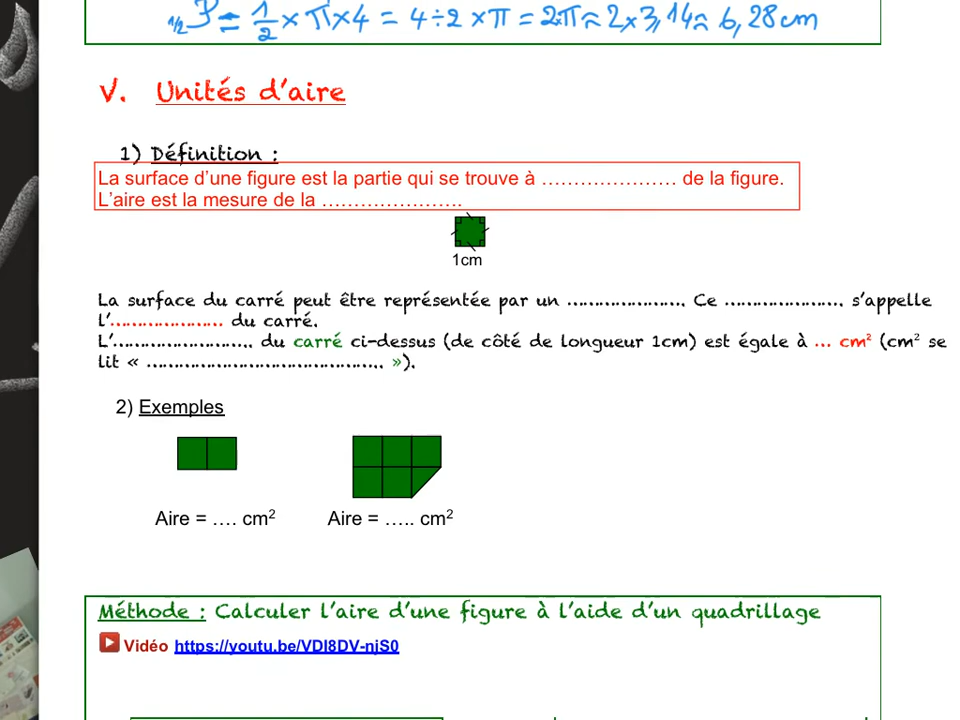 1/2 P = 1/2 × π × 4 = 4 ÷ 2 × π = 2×π ≈ 2 × 3,14 ≈ 6,28 cm
V. Unités d'aire
1) Définition :
La surface d'une figure est la partie qui se trouve à ………………… de la figure.
L'aire est la mesure de la ………………….
1cm
La surface du carré peut être représentée par un …………………. Ce …………………. s'appelle
l'………………… du carré.
L'…………………….. du carré ci-dessus (de côté de longueur 1cm) est égale à … cm² (cm² se
lit « ………………………………….. »).
2) Exemples
Aire = …. cm²
Aire = ….. cm²
Méthode : Calculer l'aire d'une figure à l'aide d'un quadrillage
Vidéo https://youtu.be/VDI8DV-njS0